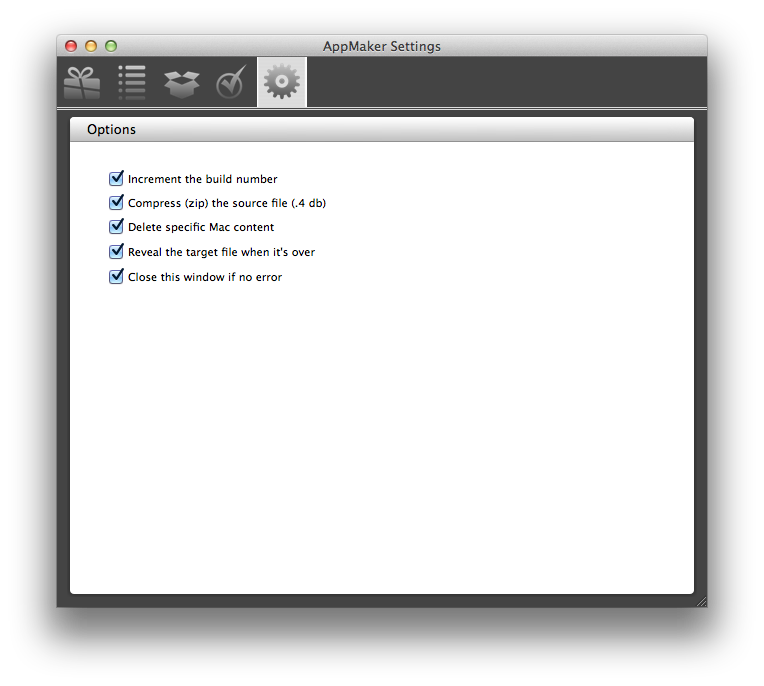 AppMaker Settings
Options
Increment the build number
Compress (zip) the source file (.4 db)
Delete specific Mac content
Reveal the target file when it's over
Close this window if no error